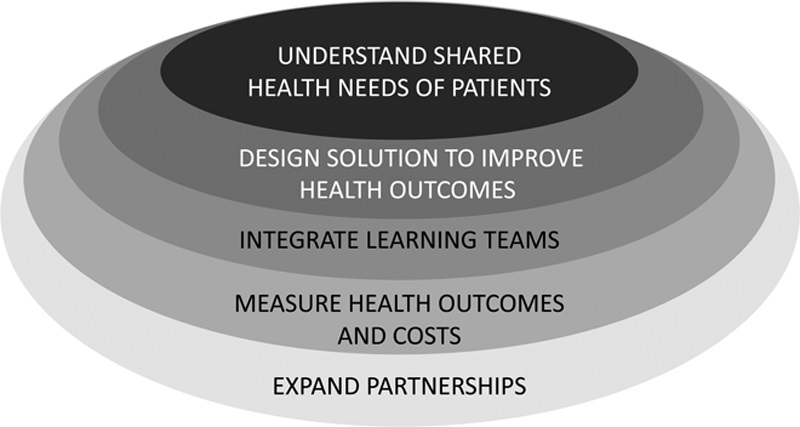 UNDERSTAND SHARED
HEALTH NEEDS OF PATIENTS
DESIGN SOLUTION TO IMPROVE
HEALTH OUTCOMES
INTEGRATE LEARNING TEAMS
MEASURE HEALTH OUTCOMES
AND COSTS
EXPAND PARTNERSHIPS